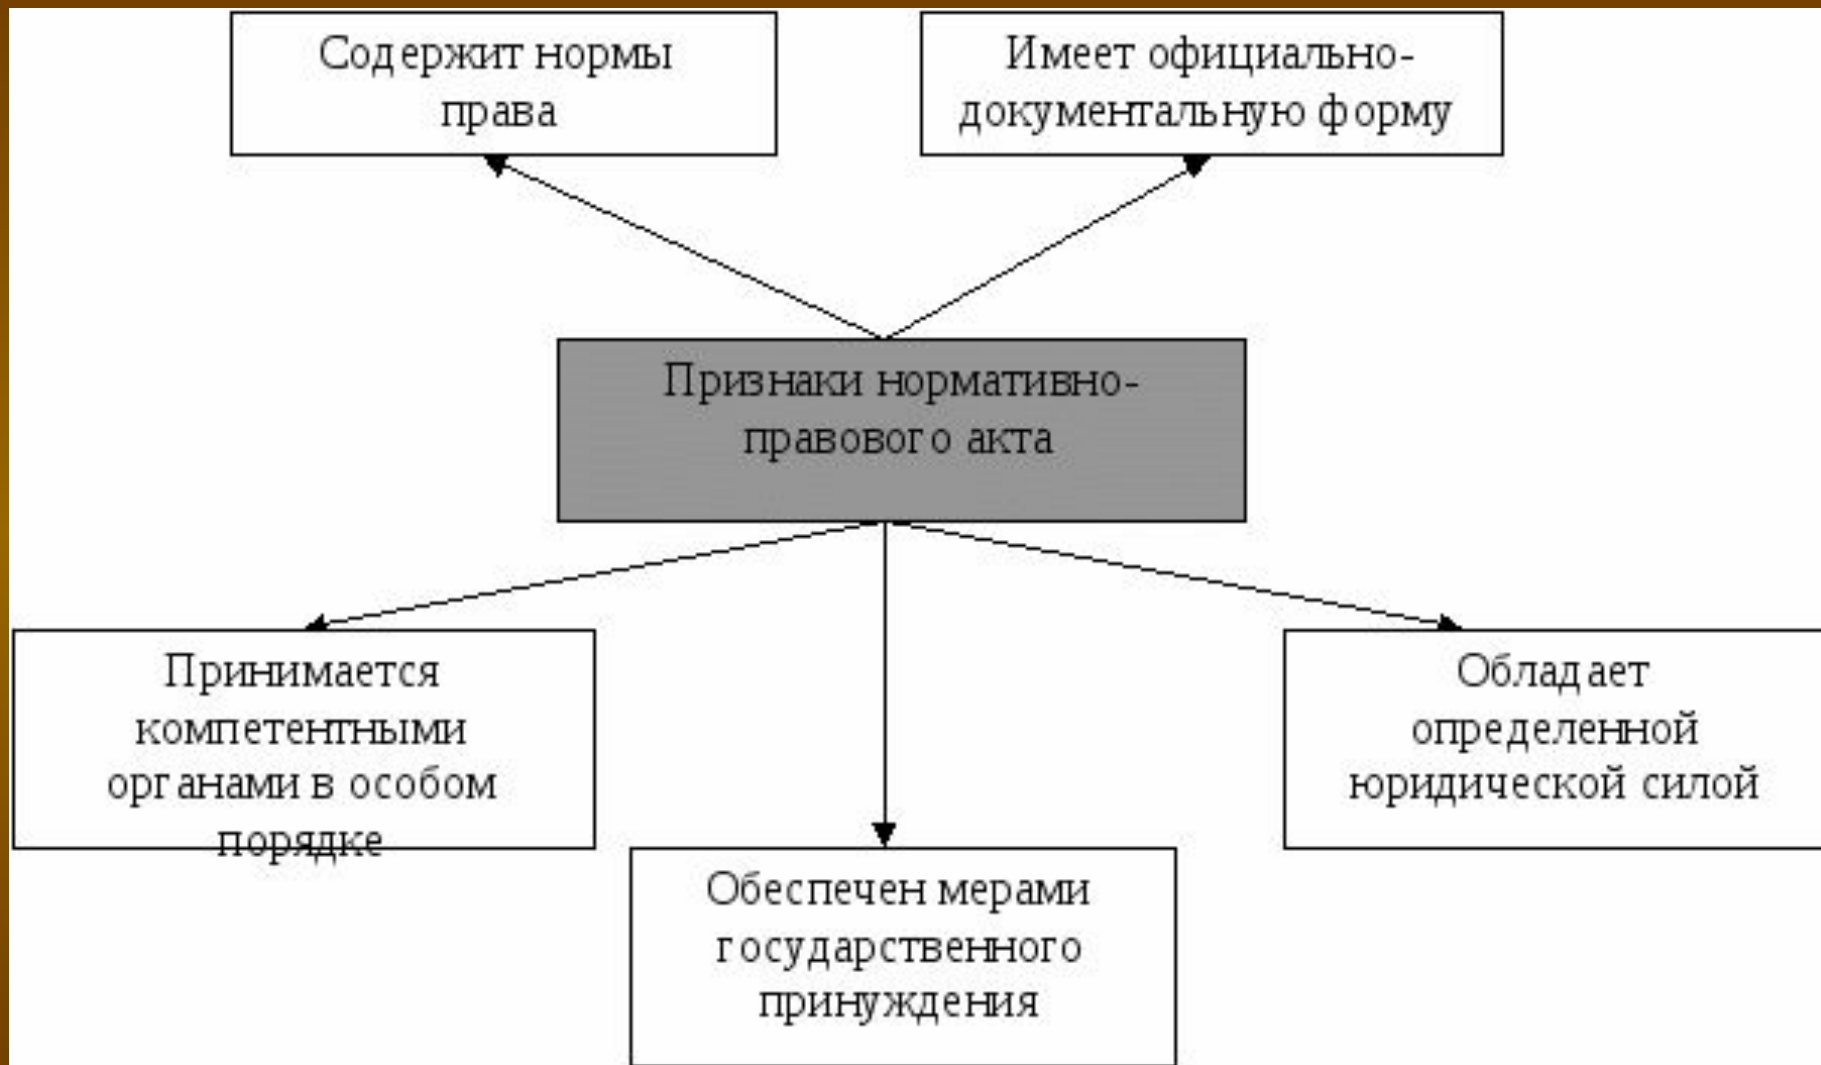 Содержит нормы
права
Имеет официально-
документальную форму
Признаки нормативно-
правового акта
Принимается
компетентными
органами в особом
порядке
Обеспечен мерами
государственного
принуждения
Обладает
определенной
юридической силой